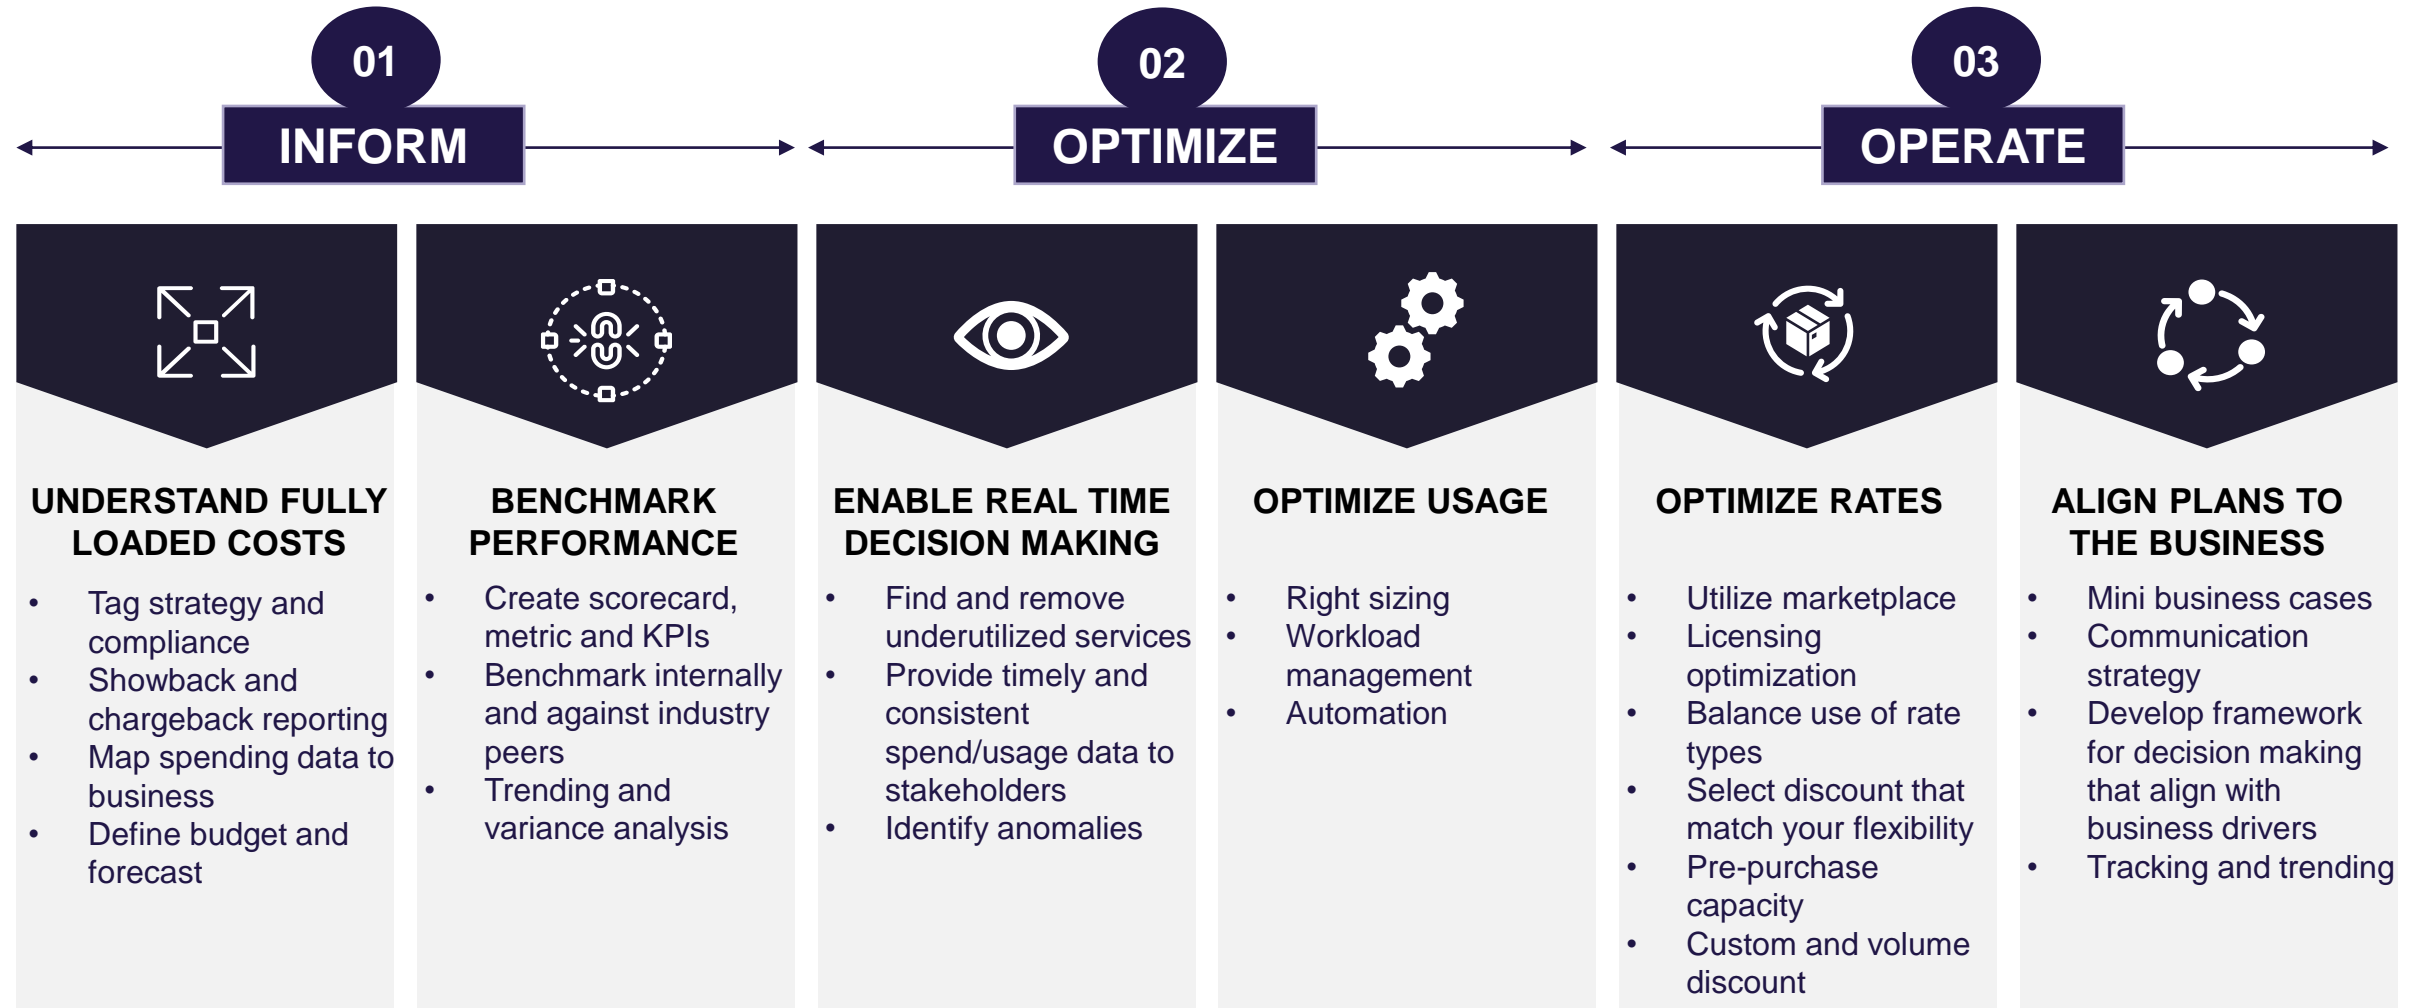 01
INFORM
02
OPTIMIZE
03
OPERATE
UNDERSTAND FULLY
LOADED COSTS
• Tag strategy and
compliance
• Showback and
chargeback reporting
• Map spending data to
business
• Define budget and
forecast
BENCHMARK
PERFORMANCE
• Create scorecard,
metric and KPIs
• Benchmark internally
and against industry
peers
• Trending and
variance analysis
ENABLE REAL TIME
DECISION MAKING
• Find and remove
underutilized services
• Provide timely and
consistent
spend/usage data to
stakeholders
• Identify anomalies
OPTIMIZE USAGE
• Right sizing
• Workload
management
• Automation
OPTIMIZE RATES
• Utilize marketplace
• Licensing
optimization
• Balance use of rate
types
• Select discount that
match your flexibility
• Pre-purchase
capacity
• Custom and volume
discount
ALIGN PLANS TO
THE BUSINESS
• Mini business cases
• Communication
strategy
• Develop framework
for decision making
that align with
business drivers
• Tracking and trending